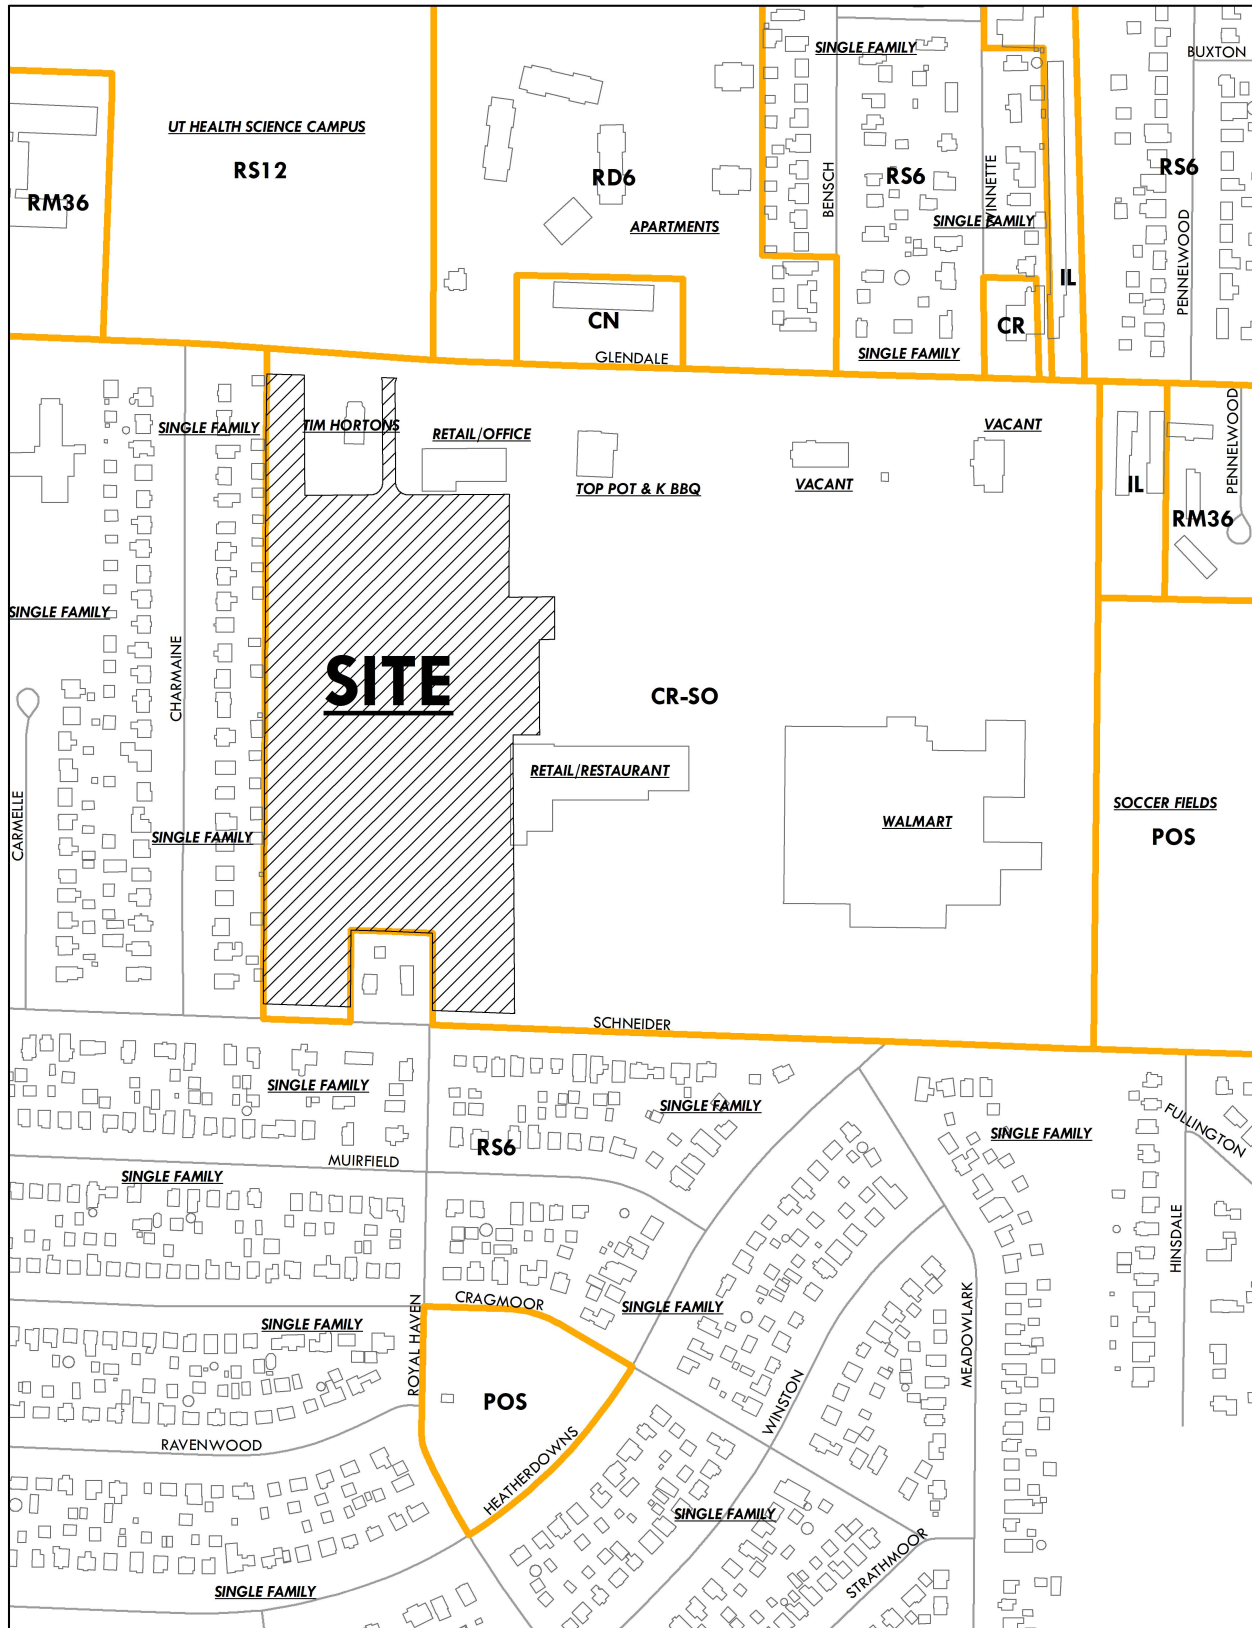 SINGLE FAMILY
BUXTON
UT HEALTH SCIENCE CAMPUS
RS12
RM36
RD6
APARTMENTS
BENSCH
RS6
WINNETTE
SINGLE FAMILY
RS6
PENNELWOOD
IL
CN
CR
GLENDALE
SINGLE FAMILY
SINGLE FAMILY
TIM HORTONS
RETAIL/OFFICE
TOP POT & K BBQ
VACANT
VACANT
IL
RM36
PENNELWOOD
SINGLE FAMILY
CHARMAINE
SITE
CR-SO
RETAIL/RESTAURANT
WALMART
SOCCER FIELDS
POS
CARMELLE
SINGLE FAMILY
SCHNEIDER
SINGLE FAMILY
SINGLE FAMILY
SINGLE FAMILY
FULLINGTON
RS6
MUIRFIELD
SINGLE FAMILY
HINSDALE
CRAGMOOR
SINGLE FAMILY
SINGLE FAMILY
ROYAL HAVEN
MEADOWLARK
POS
WINSTON
RAVENWOOD
HEATHERDOWNS
SINGLE FAMILY
STRATHMOOR
SINGLE FAMILY